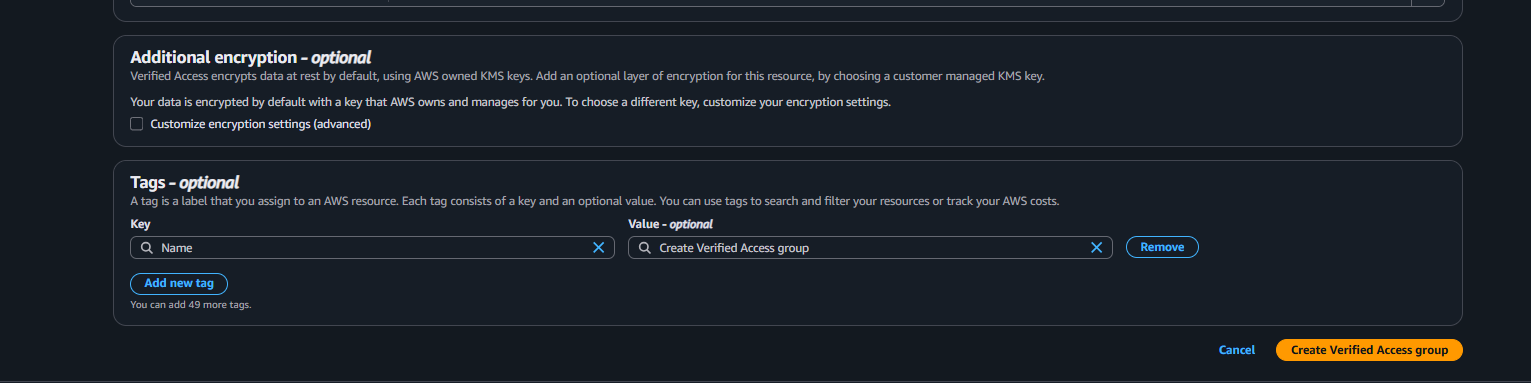 Additional encryption - optional
Verified Access encrypts data at rest by default, using AWS owned KMS keys. Add an optional layer of encryption for this resource, by choosing a customer managed KMS key.
Your data is encrypted by default with a key that AWS owns and manages for you. To choose a different key, customize your encryption settings.
Customize encryption settings (advanced)
Tags - optional
A tag is a label that you assign to an AWS resource. Each tag consists of a key and an optional value. You can use tags to search and filter your resources or track your AWS costs.
Key Value - optional
Name Create Verified Access group Remove
Add new tag
You can add 49 more tags.
Cancel Create Verified Access group